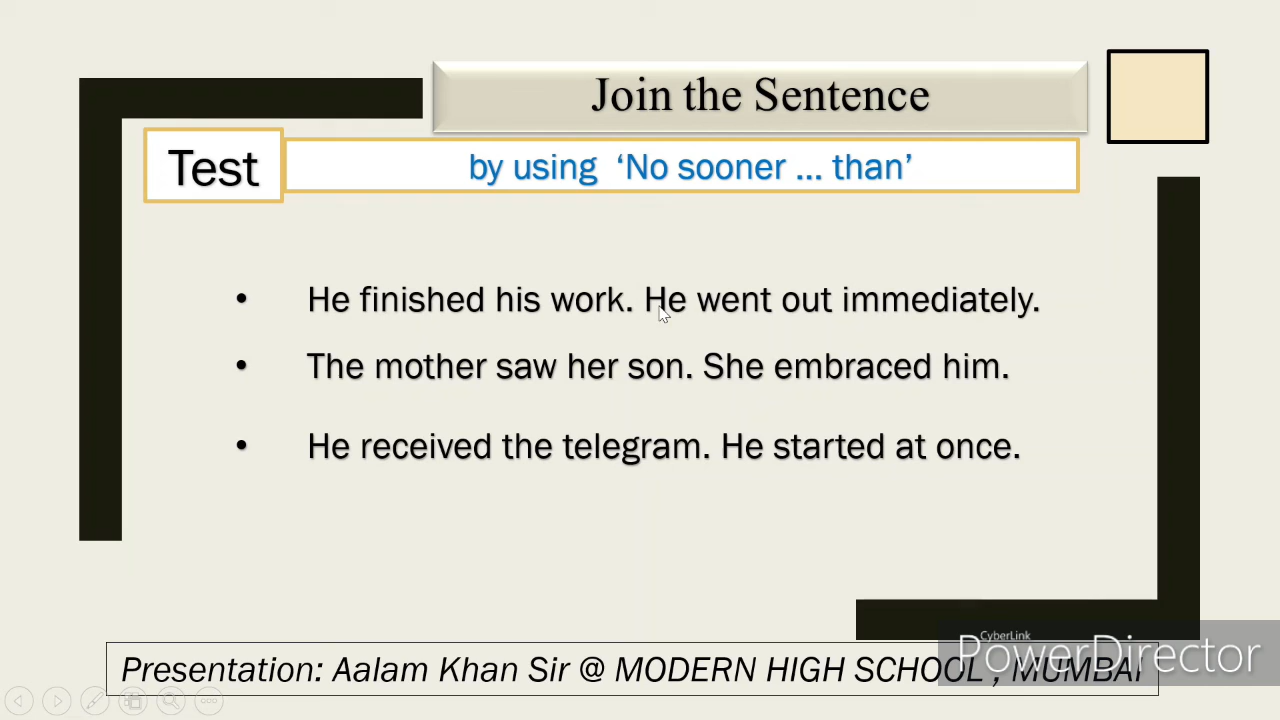 Join the Sentence
Test
by using ‘No sooner ... than’
• He finished his work. He went out immediately.
• The mother saw her son. She embraced him.
• He received the telegram. He started at once.
Presentation: Aalam Khan Sir @ MODERN HIGH SCHOOL , MUMBAI
CyberLink
PowerDirector